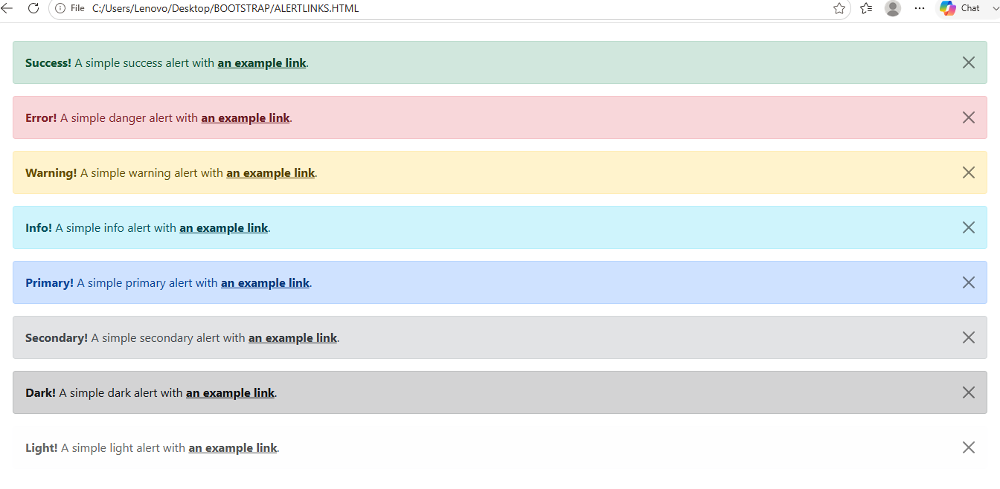 File C:/Users/Lenovo/Desktop/BOOTSTRAP/ALERTLINKS.HTML Chat
Success! A simple success alert with an example link.
Error! A simple danger alert with an example link.
Warning! A simple warning alert with an example link.
Info! A simple info alert with an example link.
Primary! A simple primary alert with an example link.
Secondary! A simple secondary alert with an example link.
Dark! A simple dark alert with an example link.
Light! A simple light alert with an example link.